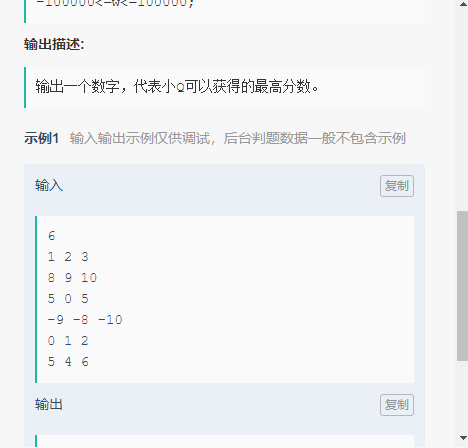 -100000<=w<=100000;
输出描述:
输出一个数字，代表小Q可以获得的最高分数。
示例1 输入输出示例仅供调试，后台判题数据一般不包含示例
输入 复制
6
1 2 3
8 9 10
5 0 5
-9 -8 -10
0 1 2
5 4 6
输出 复制